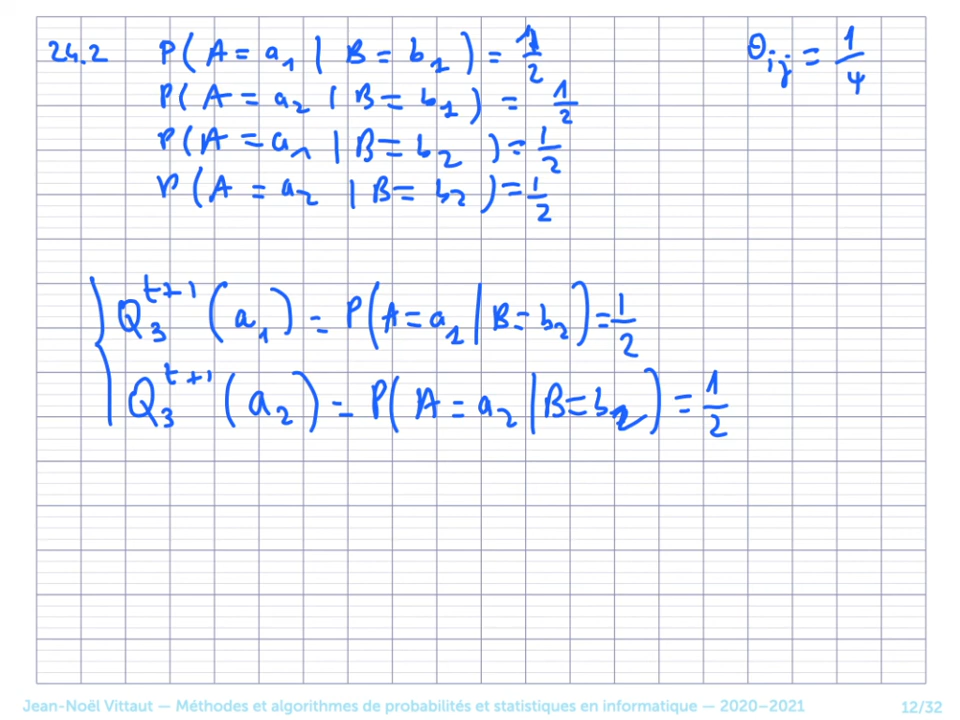 24.2 P(A = a₁ | B = b₁) = 1/2 θᵢⱼ = 1/4
P(A = a₂ | B = b₁) = 1/2
P(A = a₁ | B = b₂) = 1/2
P(A = a₂ | B = b₂) = 1/2
Q₃ᵗ⁺¹(a₁) = P(A = a₁ | B = b₂) = 1/2
Q₃ᵗ⁺¹(a₂) = P(A = a₂ | B = b₂) = 1/2
Jean-Noël Vittaut — Méthodes et algorithmes de probabilités et statistiques en informatique — 2020–2021 12/32